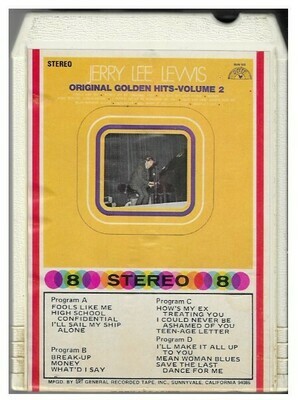 STEREO
JERRY LEE LEWIS
ORIGINAL GOLDEN HITS-VOLUME 2
8 STEREO 8
Program A
FOOLS LIKE ME
HIGH SCHOOL
CONFIDENTIAL
I'LL SAIL MY SHIP
ALONE
Program B
BREAK-UP
MONEY
WHAT'D I SAY
Program C
HOW'S MY EX
TREATING YOU
I COULD NEVER BE
ASHAMED OF YOU
TEEN-AGE LETTER
Program D
I'LL MAKE IT ALL UP
TO YOU
MEAN WOMAN BLUES
SAVE THE LAST
DANCE FOR ME
MFGD. BY GRT GENERAL RECORDED TAPE, INC., SUNNYVALE, CALIFORNIA 94085